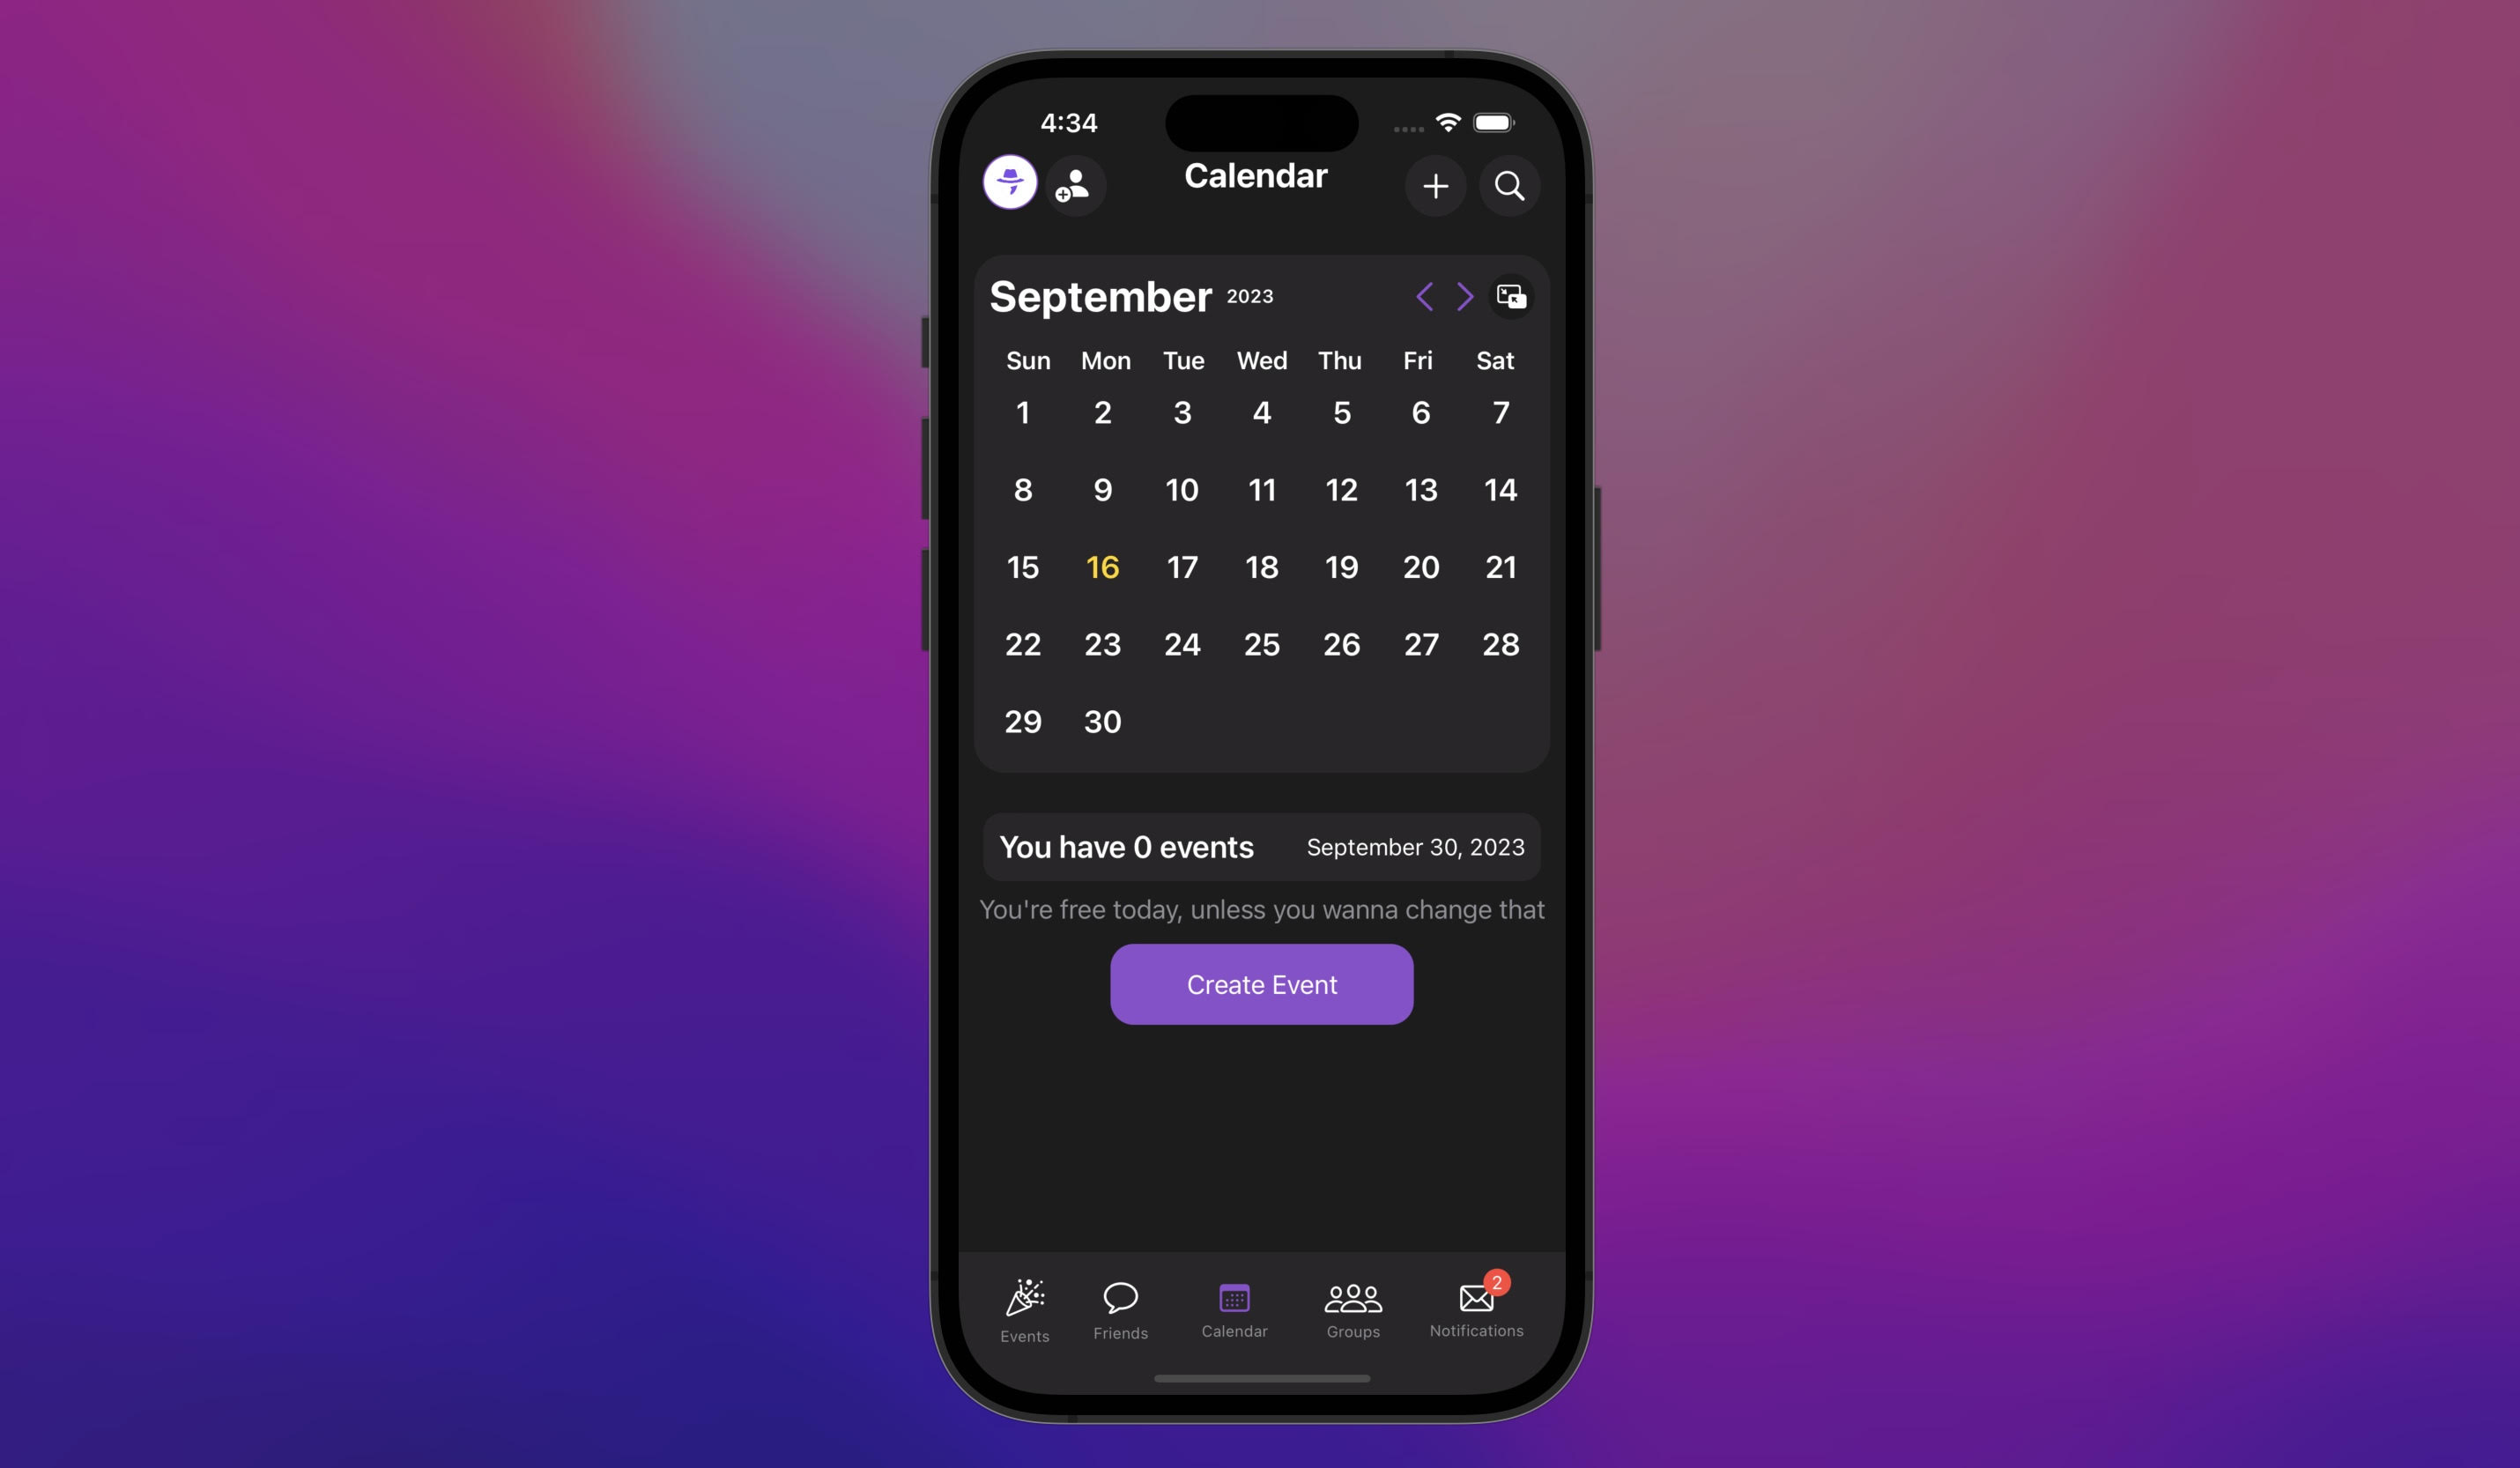 4:34
Calendar
September 2023
Sun Mon Tue Wed Thu Fri Sat
1 2 3 4 5 6 7
8 9 10 11 12 13 14
15 16 17 18 19 20 21
22 23 24 25 26 27 28
29 30
You have 0 events September 30, 2023
You're free today, unless you wanna change that
Create Event
2
Events Friends Calendar Groups Notifications